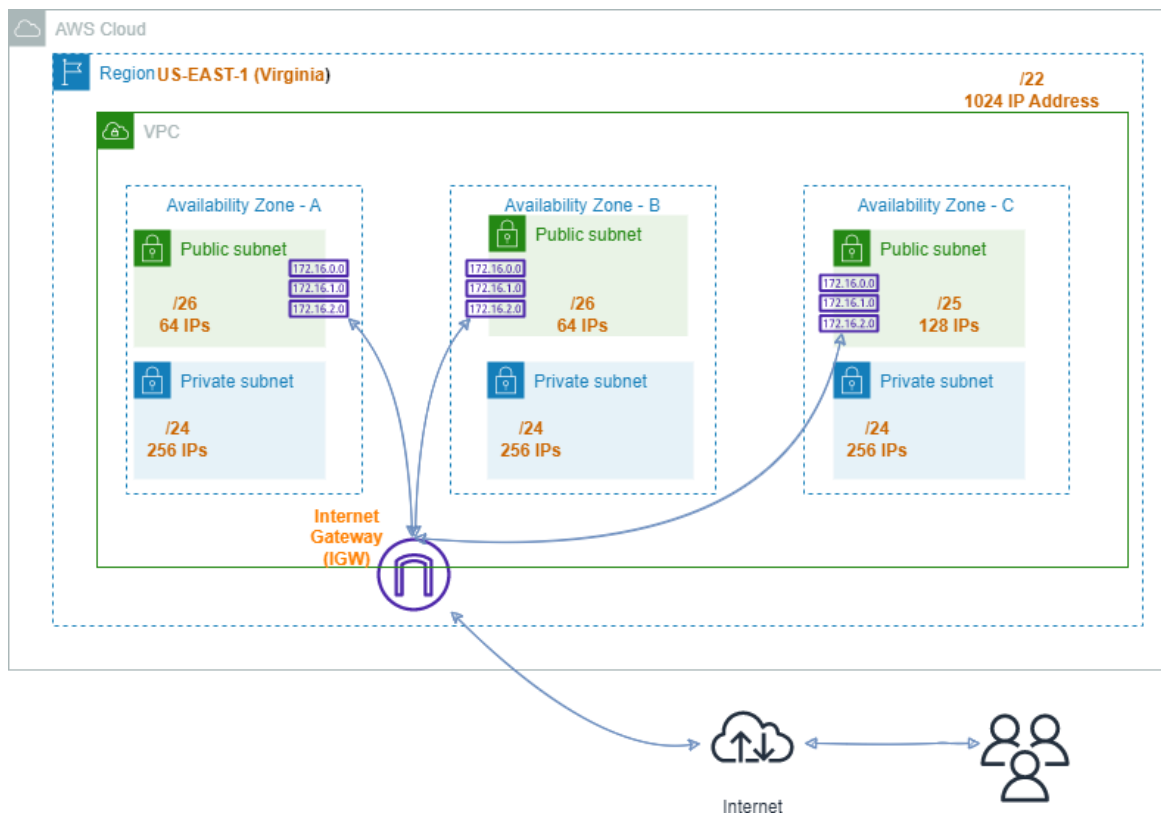 AWS Cloud
Region US-EAST-1 (Virginia)
/22
1024 IP Address
VPC
Availability Zone - A
Public subnet
172.16.0.0
172.16.1.0
172.16.2.0
/26
64 IPs
Private subnet
/24
256 IPs
Availability Zone - B
Public subnet
172.16.0.0
172.16.1.0
172.16.2.0
/26
64 IPs
Private subnet
/24
256 IPs
Availability Zone - C
Public subnet
172.16.0.0
172.16.1.0
172.16.2.0
/25
128 IPs
Private subnet
/24
256 IPs
Internet
Gateway
(IGW)
Internet